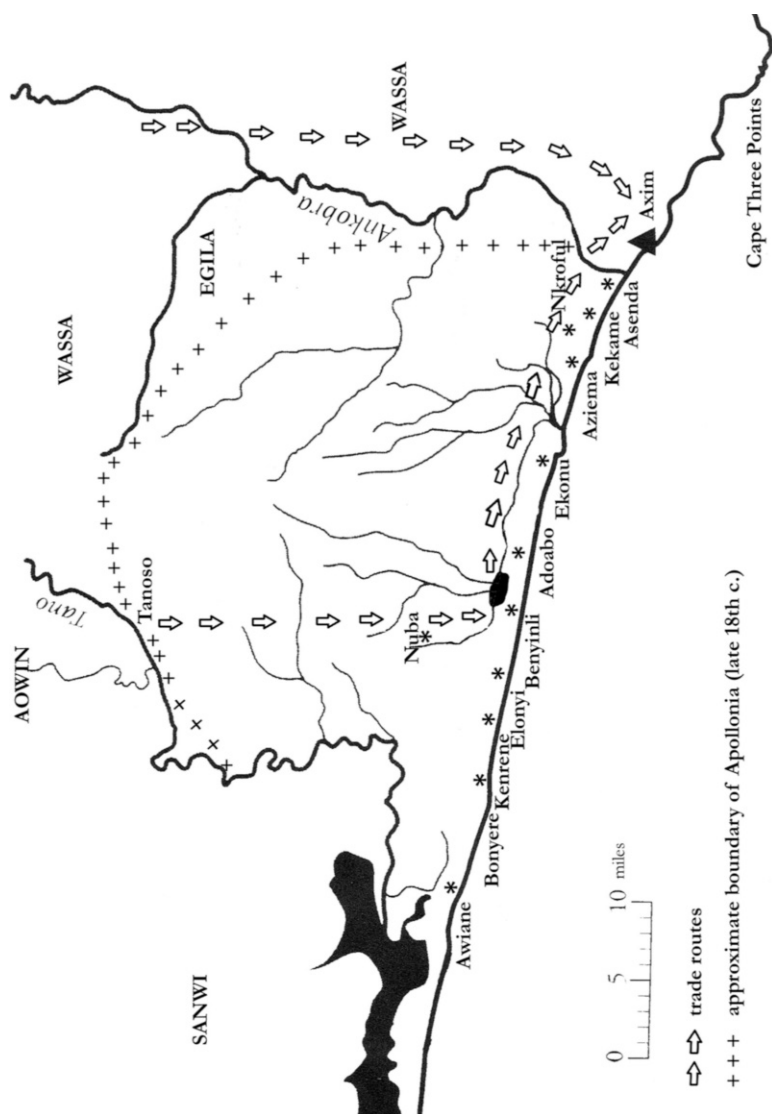 AOWIN
WASSA
Tano
Tanoso
EGILA
Ankobra
WASSA
SANWI
Nuba
Nkroful
Axim
Awiane
Bonyere
Kenrene
Elonyi
Benyinli
Adoabo
Ekonu
Aziema
Kekame
Asenda
Cape Three Points
0 5 10 miles
trade routes
+ + + approximate boundary of Apollonia (late 18th c.)